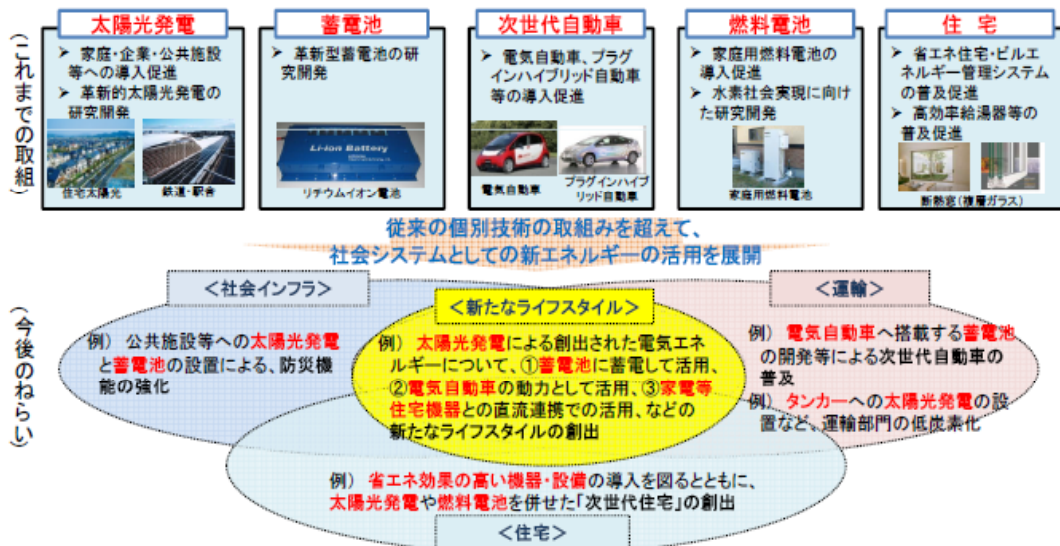 (これまでの取組)
太陽光発電
➢ 家庭・企業・公共施設
等への導入促進
➢ 革新的太陽光発電の
研究開発
住宅太陽光
鉄道・駅舎
蓄電池
➢ 革新型蓄電池の研
究開発
Li-ion Battery
リチウムイオン電池
次世代自動車
➢ 電気自動車、プラグ
インハイブリッド自動車
等の導入促進
電気自動車
プラグインハイブ
リッド自動車
燃料電池
➢ 家庭用燃料電池の
導入促進
➢ 水素社会実現に向け
た研究開発
家庭用燃料電池
住 宅
➢ 省エネ住宅・ビルエ
ネルギー管理システム
の普及促進
➢ 高効率給湯器等の
普及促進
断熱窓(複層ガラス)
従来の個別技術の取組みを超えて、
社会システムとしての新エネルギーの活用を展開
(今後のねらい)
<社会インフラ>
例) 公共施設等への太陽光発電
と蓄電池の設置による、防災機
能の強化
<新たなライフスタイル>
例) 太陽光発電による創出された電気エネ
ルギーについて、①蓄電池に蓄電して活用、
②電気自動車の動力として活用、③家電等
住宅機器との直流連携での活用、などの
新たなライフスタイルの創出
<運輸>
例) 電気自動車へ搭載する蓄電池
の開発等による次世代自動車の
普及
例) タンカーへの太陽光発電の設
置など、運輸部門の低炭素化
例) 省エネ効果の高い機器・設備の導入を図るとともに、
太陽光発電や燃料電池を併せた「次世代住宅」の創出
<住宅>